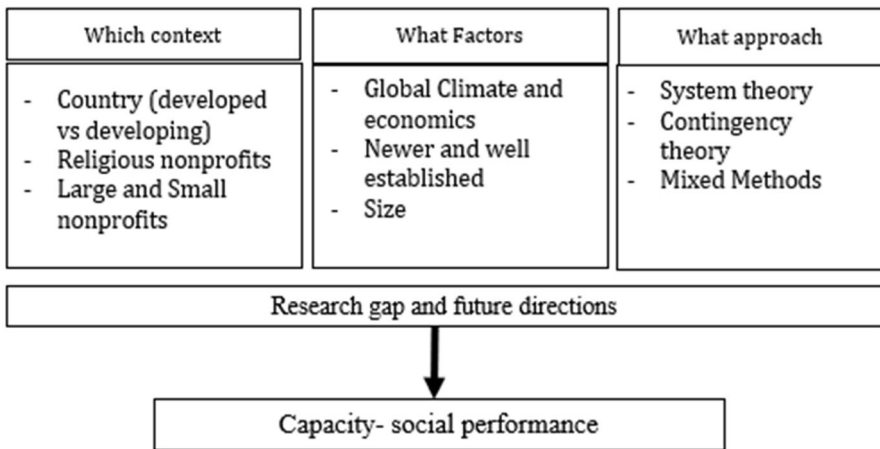 Which context
What Factors
What approach
- Country (developed
vs developing)
- Religious nonprofits
- Large and Small
nonprofits
- Global Climate and
economics
- Newer and well
established
- Size
- System theory
- Contingency
theory
- Mixed Methods
Research gap and future directions
Capacity- social performance